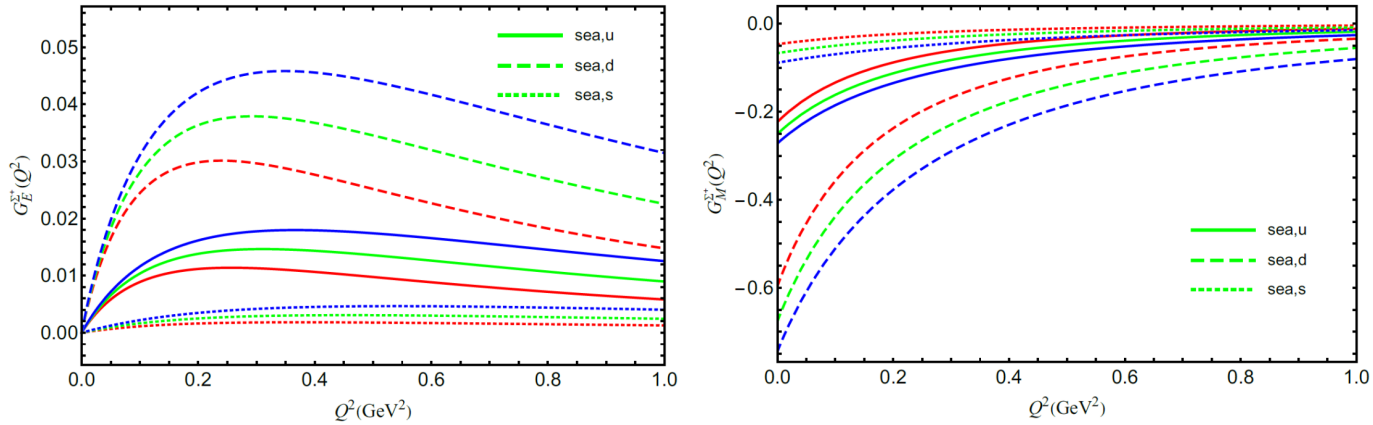 G_E^{Σ+}(Q²)
0.05
0.04
0.03
0.02
0.01
0.00
sea,u
sea,d
sea,s
0.0 0.2 0.4 0.6 0.8 1.0
Q²(GeV²)
G_M^{Σ+}(Q²)
0.0
−0.2
−0.4
−0.6
sea,u
sea,d
sea,s
0.0 0.2 0.4 0.6 0.8 1.0
Q²(GeV²)